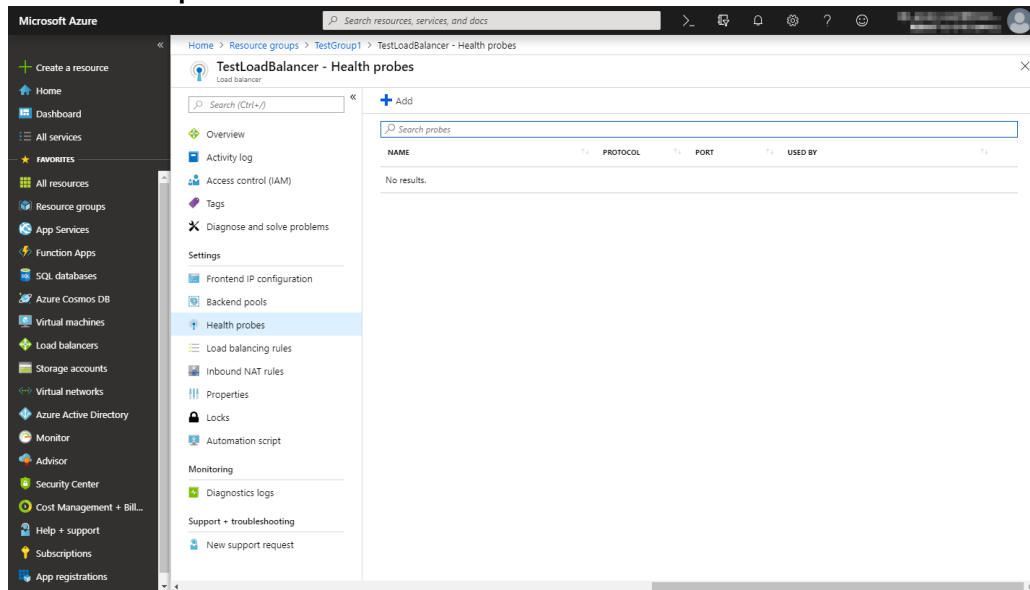 Microsoft Azure
Search resources, services, and docs
Home > Resource groups > TestGroup1 > TestLoadBalancer - Health probes
TestLoadBalancer - Health probes
Load balancer
Create a resource
Home
Dashboard
All services
FAVORITES
All resources
Resource groups
App Services
Function Apps
SQL databases
Azure Cosmos DB
Virtual machines
Load balancers
Storage accounts
Virtual networks
Azure Active Directory
Monitor
Advisor
Security Center
Cost Management + Bill...
Help + support
Subscriptions
App registrations
Search (Ctrl+/)
Overview
Activity log
Access control (IAM)
Tags
Diagnose and solve problems
Settings
Frontend IP configuration
Backend pools
Health probes
Load balancing rules
Inbound NAT rules
Properties
Locks
Automation script
Monitoring
Diagnostics logs
Support + troubleshooting
New support request
Add
Search probes
NAME PROTOCOL PORT USED BY
No results.